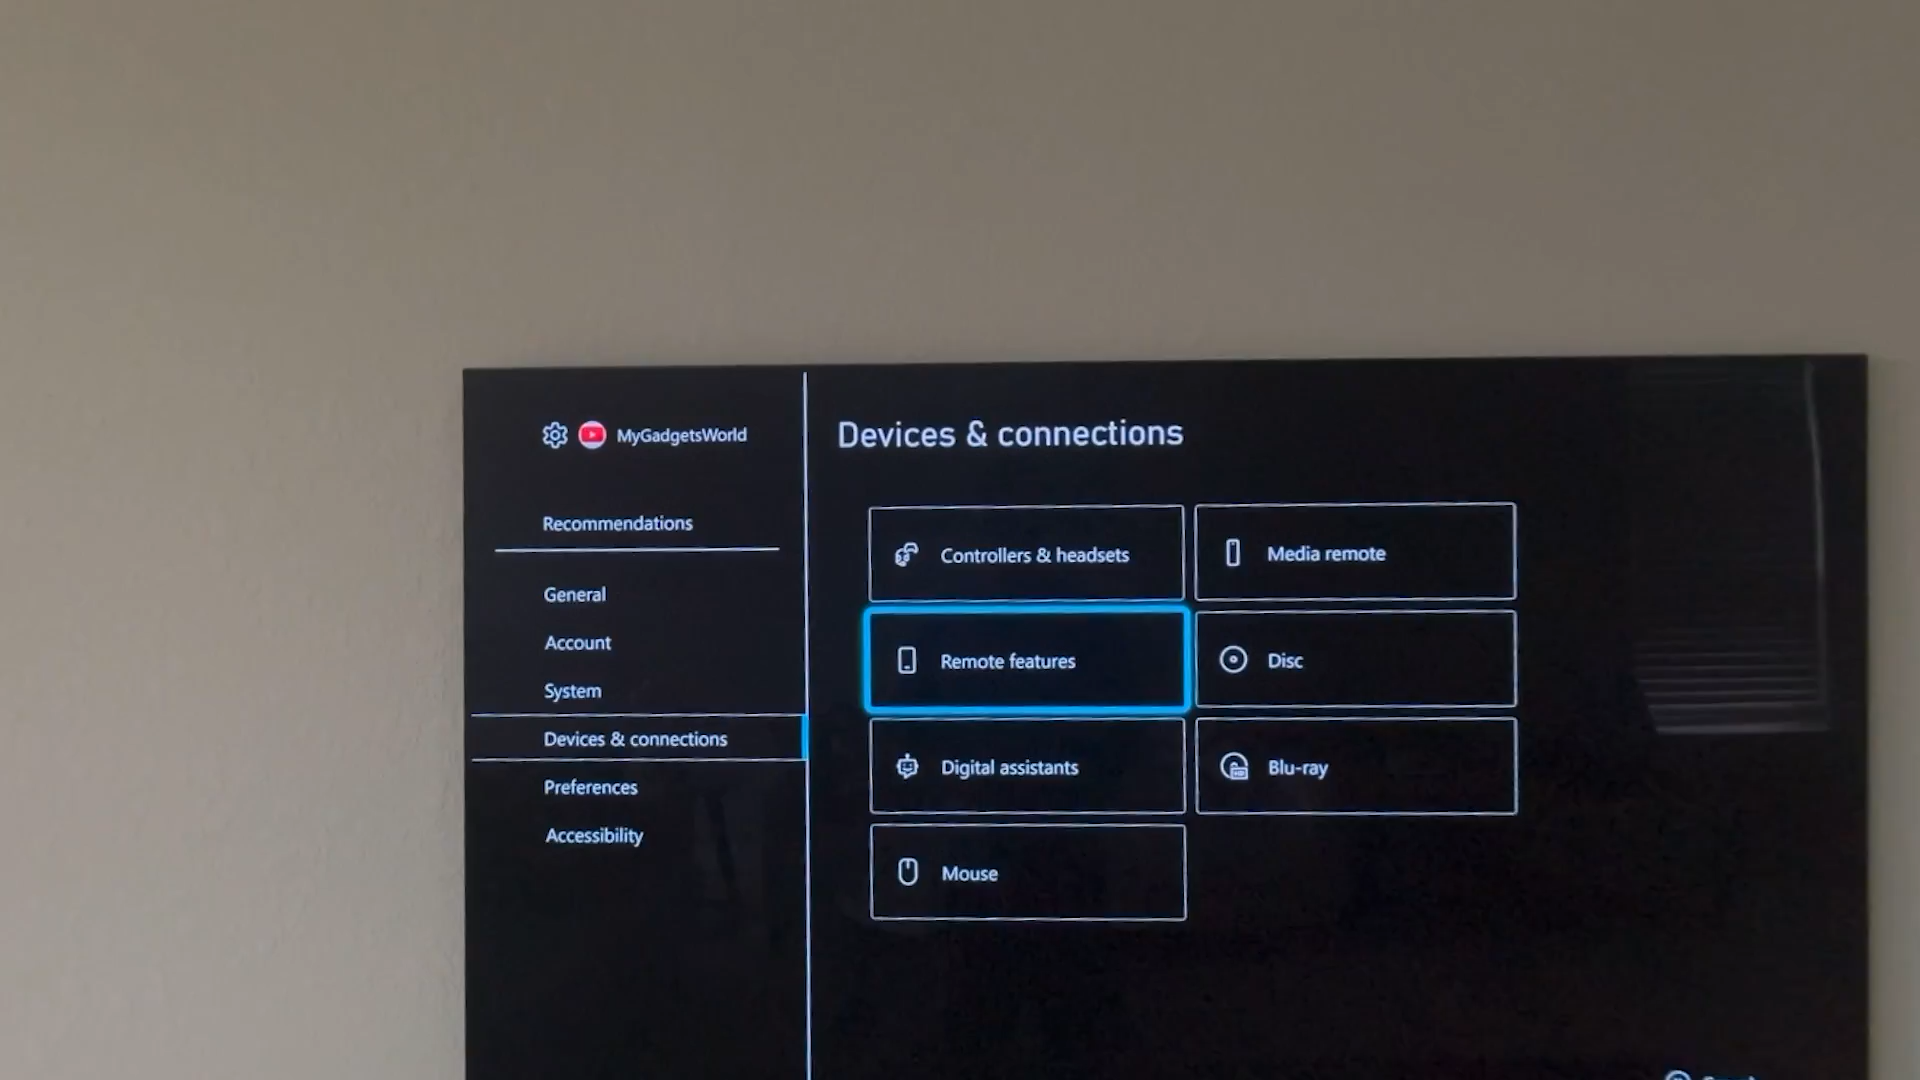 MyGadgetsWorld
Recommendations
General
Account
System
Devices & connections
Preferences
Accessibility
Devices & connections
Controllers & headsets
Media remote
Remote features
Disc
Digital assistants
Blu-ray
Mouse